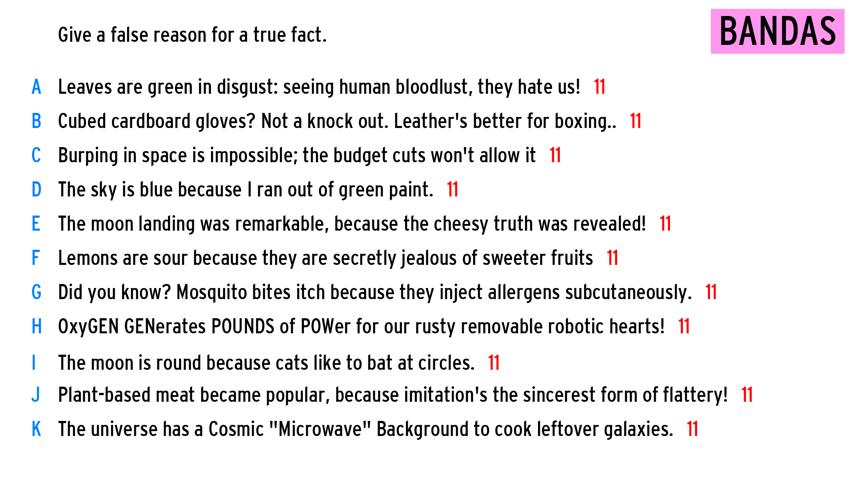 Give a false reason for a true fact.
BANDAS
A Leaves are green in disgust: seeing human bloodlust, they hate us! 11
B Cubed cardboard gloves? Not a knock out. Leather's better for boxing.. 11
C Burping in space is impossible; the budget cuts won't allow it 11
D The sky is blue because I ran out of green paint. 11
E The moon landing was remarkable, because the cheesy truth was revealed! 11
F Lemons are sour because they are secretly jealous of sweeter fruits 11
G Did you know? Mosquito bites itch because they inject allergens subcutaneously. 11
H OxyGEN GENerates POUNDS of POWer for our rusty removable robotic hearts! 11
I The moon is round because cats like to bat at circles. 11
J Plant-based meat became popular, because imitation's the sincerest form of flattery! 11
K The universe has a Cosmic "Microwave" Background to cook leftover galaxies. 11